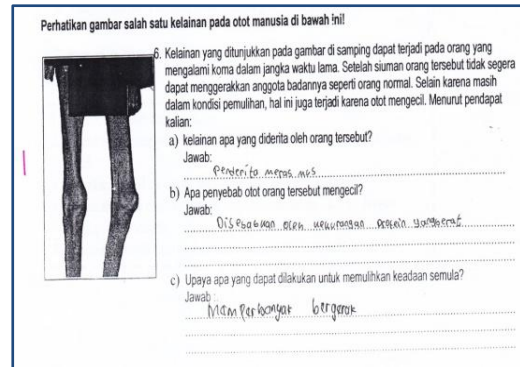 Perhatikan gambar salah satu kelainan pada otot manusia di bawah ini!
6. Kelainan yang ditunjukkan pada gambar di samping dapat terjadi pada orang yang
mengalami koma dalam jangka waktu lama. Setelah siuman orang tersebut tidak segera
dapat menggerakkan anggota badannya seperti orang normal. Selain karena masih
dalam kondisi pemulihan, hal ini juga terjadi karena otot mengecil. Menurut pendapat
kalian:
a) kelainan apa yang diderita oleh orang tersebut?
Jawab:
Penderita
b) Apa penyebab otot orang tersebut mengecil?
Jawab:
Disebabkan oleh kekurangan protein yang berat
c) Upaya apa yang dapat dilakukan untuk memulihkan keadaan semula?
Jawab :
Mamperbanyak bergerak